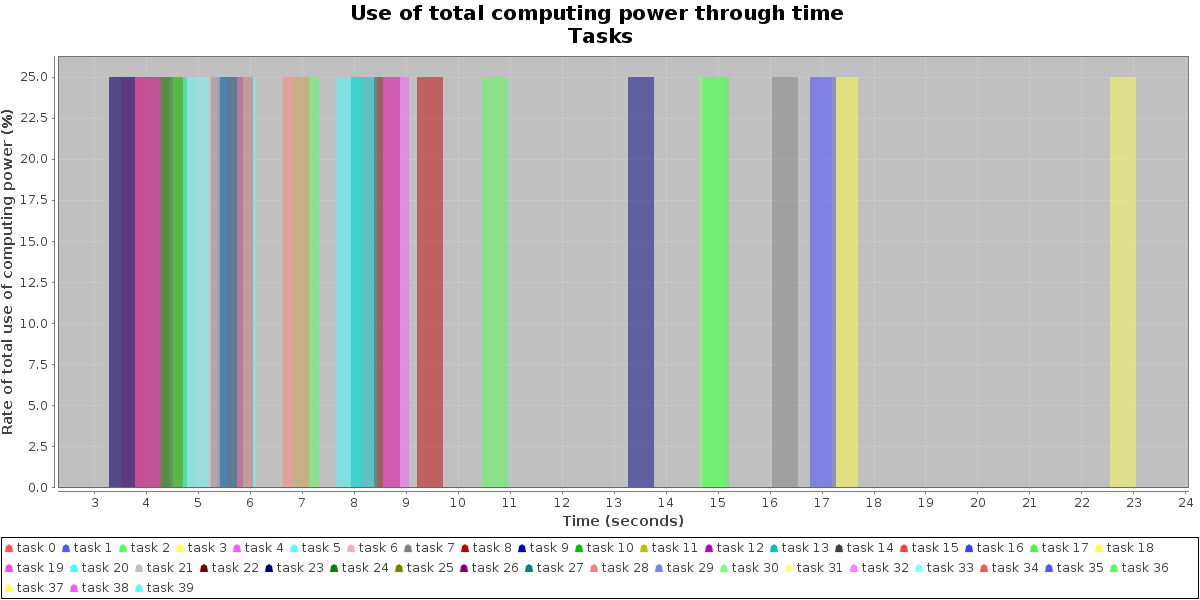 Use of total computing power through time
Tasks
Rate of total use of computing power (%)
25.0
22.5
20.0
17.5
15.0
12.5
10.0
7.5
5.0
2.5
0.0
3 4 5 6 7 8 9 10 11 12 13 14 15 16 17 18 19 20 21 22 23 24
Time (seconds)
task 0 task 1 task 2 task 3 task 4 task 5 task 6 task 7 task 8 task 9 task 10 task 11 task 12 task 13 task 14 task 15 task 16 task 17 task 18
task 19 task 20 task 21 task 22 task 23 task 24 task 25 task 26 task 27 task 28 task 29 task 30 task 31 task 32 task 33 task 34 task 35 task 36
task 37 task 38 task 39